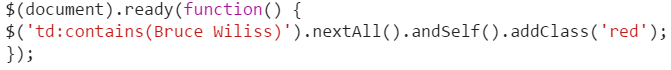 $(document).ready(function() {
$('td:contains(Bruce Wiliss)').nextAll().andSelf().addClass('red');
});